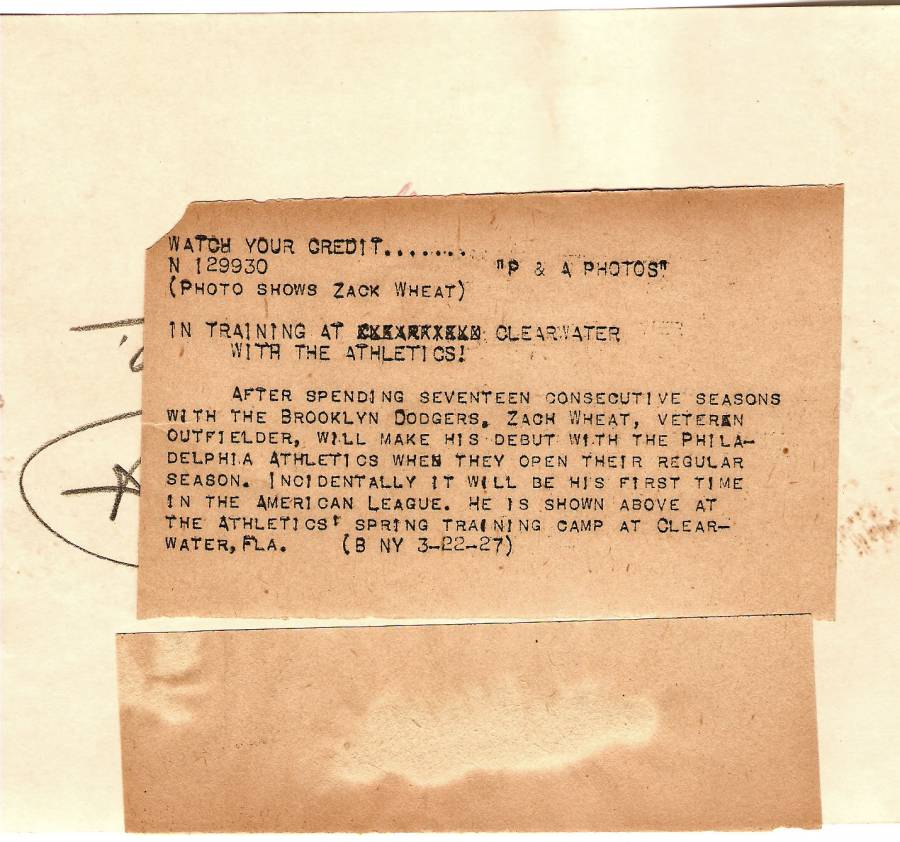 WATCH YOUR CREDIT........
N 129930 "P & A PHOTOS"
(PHOTO SHOWS ZACK WHEAT)
IN TRAINING AT CLEARWATER
WITH THE ATHLETICS!
AFTER SPENDING SEVENTEEN CONSECUTIVE SEASONS
WITH THE BROOKLYN DODGERS, ZACH WHEAT, VETERAN
OUTFIELDER, WILL MAKE HIS DEBUT WITH THE PHILA-
DELPHIA ATHLETICS WHEN THEY OPEN THEIR REGULAR
SEASON. INCIDENTALLY IT WILL BE HIS FIRST TIME
IN THE AMERICAN LEAGUE. HE IS SHOWN ABOVE AT
THE ATHLETICS' SPRING TRAINING CAMP AT CLEAR-
WATER, FLA. (B NY 3-22-27)